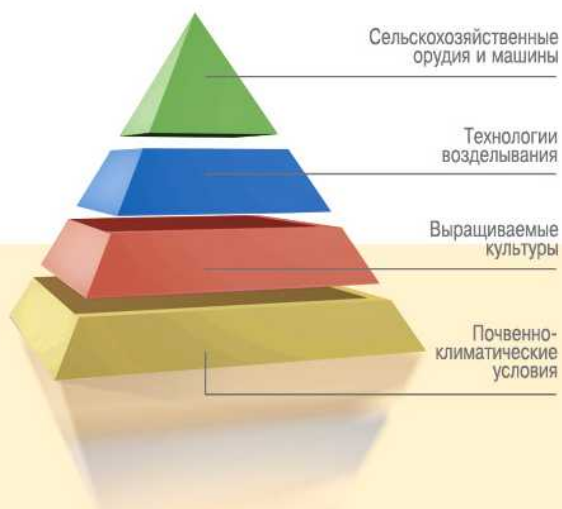 Сельскохозяйственные
орудия и машины
Технологии
возделывания
Выращиваемые
культуры
Почвенно-
климатические
условия